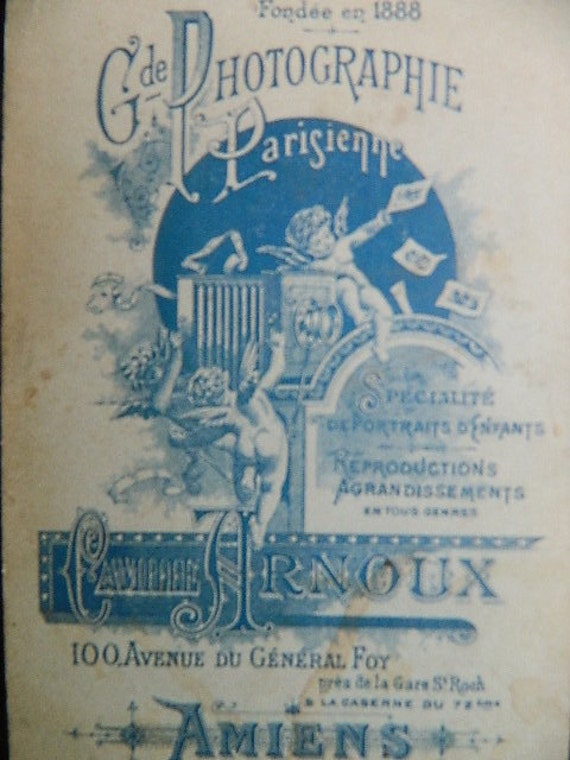 Fondée en 1888
Gde PHOTOGRAPHIE
Parisienne
SPÉCIALITÉ
DE PORTRAITS D'ENFANTS
RÉPRODUCTIONS
AGRANDISSEMENTS
EN TOUS GENRES
ARNOUX
100, AVENUE DU GÉNÉRAL FOY
près de la Gare St Roch
& LA CASERNE DU 72ème
AMIENS